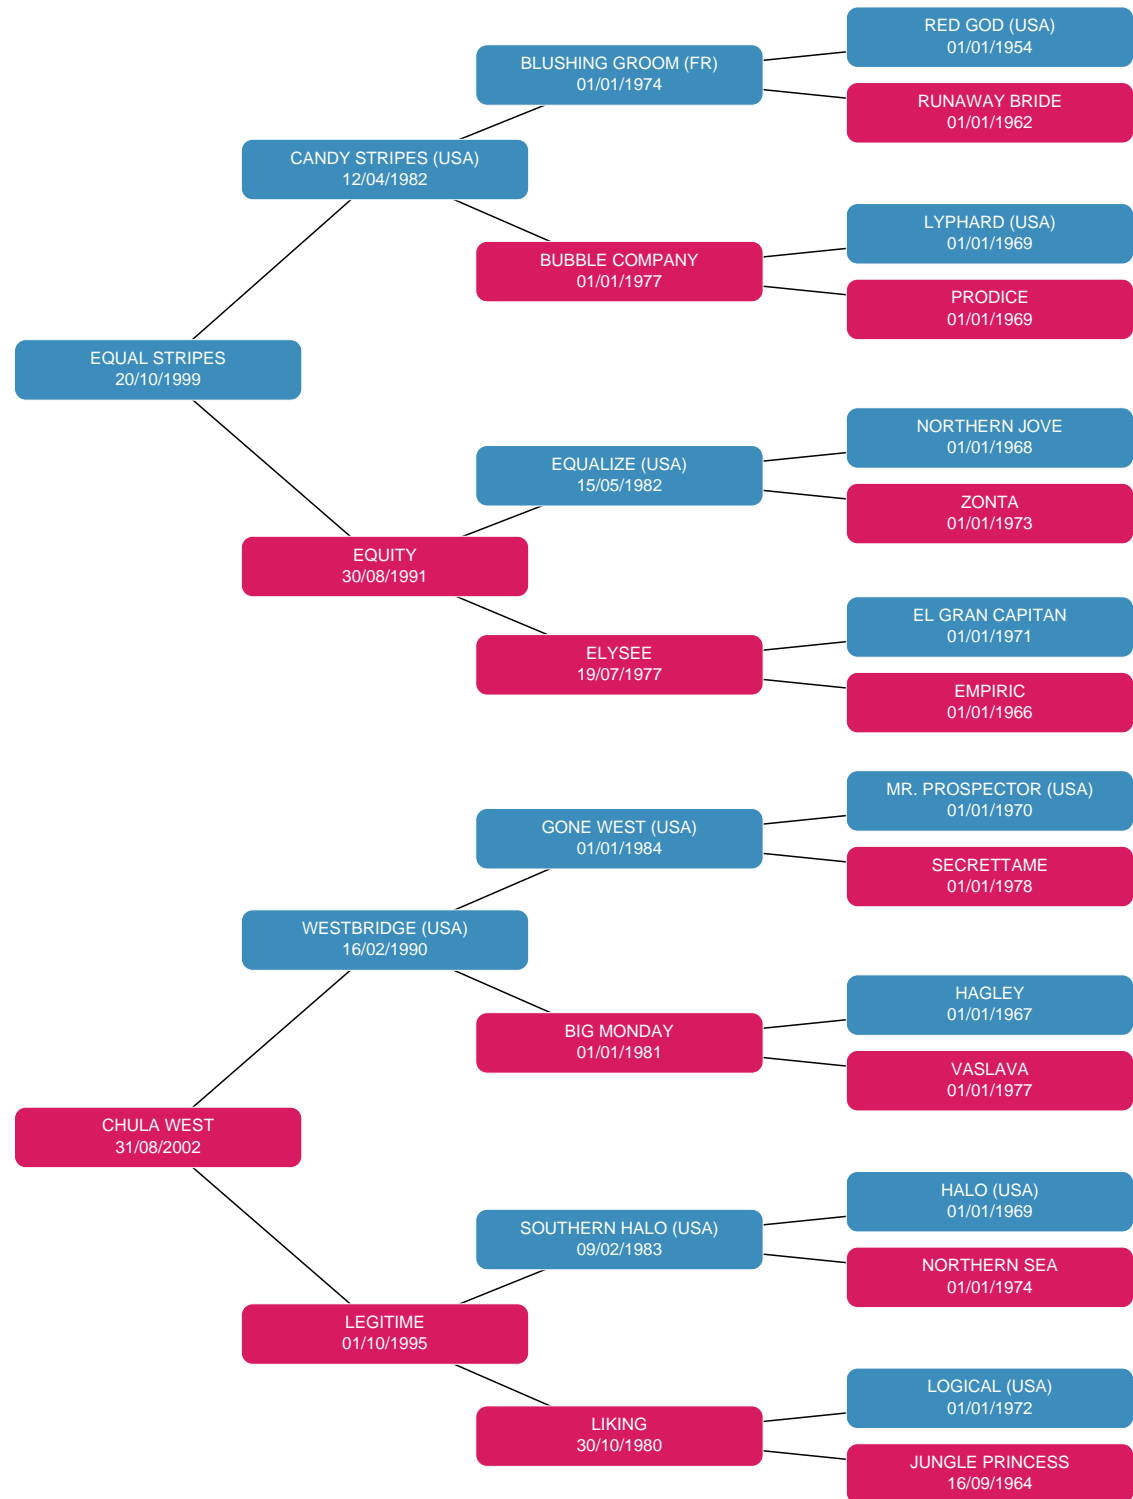 RED GOD (USA)
01/01/1954
BLUSHING GROOM (FR)
01/01/1974
RUNAWAY BRIDE
01/01/1962
CANDY STRIPES (USA)
12/04/1982
LYPHARD (USA)
01/01/1969
BUBBLE COMPANY
01/01/1977
PRODICE
01/01/1969
EQUAL STRIPES
20/10/1999
NORTHERN JOVE
01/01/1968
EQUALIZE (USA)
15/05/1982
ZONTA
01/01/1973
EQUITY
30/08/1991
EL GRAN CAPITAN
01/01/1971
ELYSEE
19/07/1977
EMPIRIC
01/01/1966
MR. PROSPECTOR (USA)
01/01/1970
GONE WEST (USA)
01/01/1984
SECRETTAME
01/01/1978
WESTBRIDGE (USA)
16/02/1990
HAGLEY
01/01/1967
BIG MONDAY
01/01/1981
VASLAVA
01/01/1977
CHULA WEST
31/08/2002
HALO (USA)
01/01/1969
SOUTHERN HALO (USA)
09/02/1983
NORTHERN SEA
01/01/1974
LEGITIME
01/10/1995
LOGICAL (USA)
01/01/1972
LIKING
30/10/1980
JUNGLE PRINCESS
16/09/1964